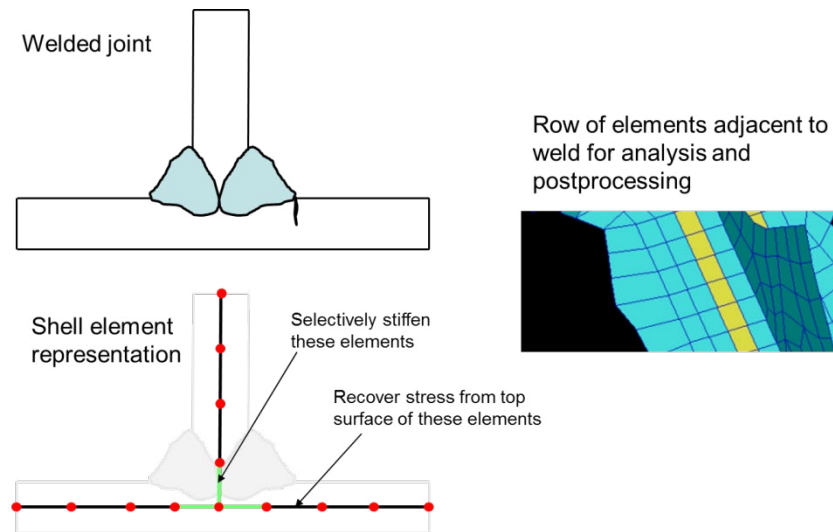 Welded joint
Row of elements adjacent to
weld for analysis and
postprocessing
Shell element
representation
Selectively stiffen
these elements
Recover stress from top
surface of these elements